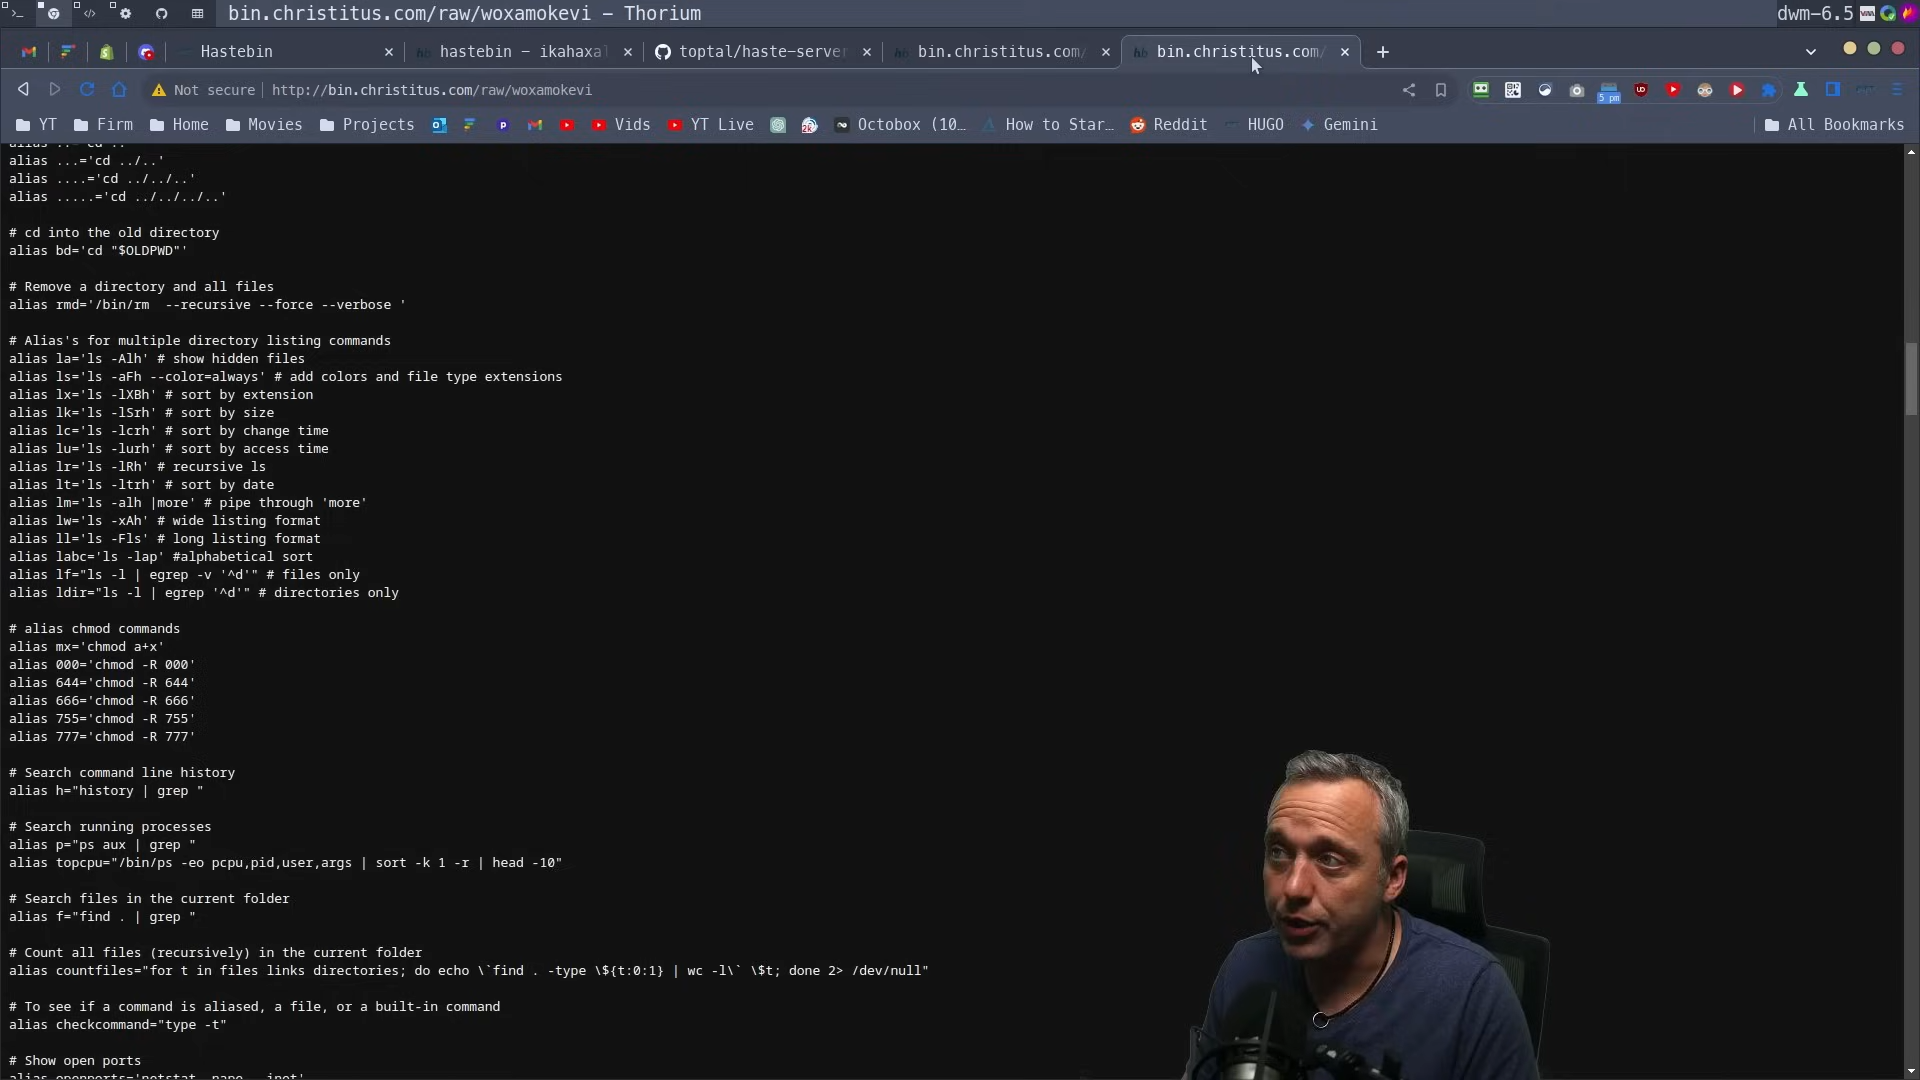 bin.christitus.com/raw/woxamokevi – Thorium
dwm-6.5
Hastebin
hastebin – ikahaxal
toptal/haste-server
bin.christitus.com/
bin.christitus.com/
Not secure
http://bin.christitus.com/raw/woxamokevi
5 pm
YT
Firm
Home
Movies
Projects
Vids
YT Live
Octobox (10…
How to Star…
Reddit
HUGO
Gemini
All Bookmarks
alias ..='cd ..'
alias ...='cd ../..'
alias ....='cd ../../..'
alias .....='cd ../../../..'
# cd into the old directory
alias bd='cd "$OLDPWD"'
# Remove a directory and all files
alias rmd='/bin/rm  --recursive --force --verbose '
# Alias's for multiple directory listing commands
alias la='ls -Alh' # show hidden files
alias ls='ls -aFh --color=always' # add colors and file type extensions
alias lx='ls -lXBh' # sort by extension
alias lk='ls -lSrh' # sort by size
alias lc='ls -lcrh' # sort by change time
alias lu='ls -lurh' # sort by access time
alias lr='ls -lRh' # recursive ls
alias lt='ls -ltrh' # sort by date
alias lm='ls -alh |more' # pipe through 'more'
alias lw='ls -xAh' # wide listing format
alias ll='ls -Fls' # long listing format
alias labc='ls -lap' #alphabetical sort
alias lf="ls -l | egrep -v '^d'" # files only
alias ldir="ls -l | egrep '^d'" # directories only
# alias chmod commands
alias mx='chmod a+x'
alias 000='chmod -R 000'
alias 644='chmod -R 644'
alias 666='chmod -R 666'
alias 755='chmod -R 755'
alias 777='chmod -R 777'
# Search command line history
alias h="history | grep "
# Search running processes
alias p="ps aux | grep "
alias topcpu="/bin/ps -eo pcpu,pid,user,args | sort -k 1 -r | head -10"
# Search files in the current folder
alias f="find . | grep "
# Count all files (recursively) in the current folder
alias countfiles="for t in files links directories; do echo \`find . -type \${t:0:1} | wc -l\` \$t; done 2> /dev/null"
# To see if a command is aliased, a file, or a built-in command
alias checkcommand="type -t"
# Show open ports
alias openports='netstat -nape --inet'